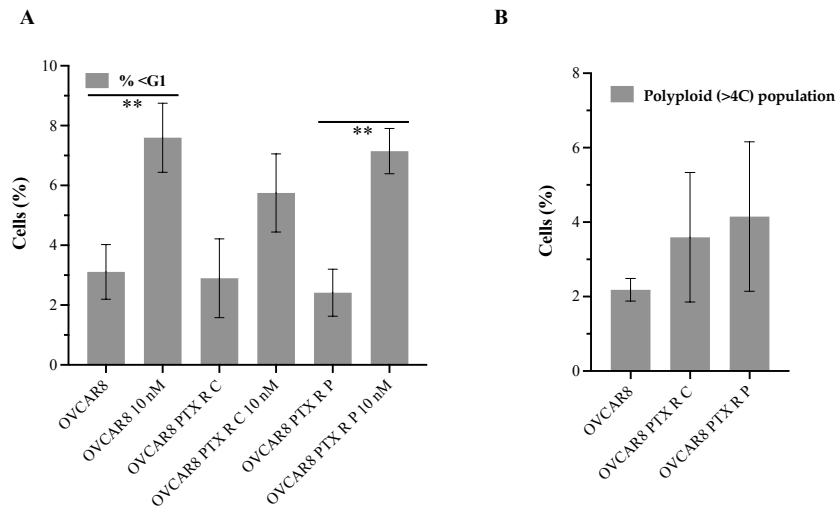 A
% <G1
**
**
Cells (%)
10
8
6
4
2
0
OVCAR8
OVCAR8 10 nM
OVCAR8 PTX R C
OVCAR8 PTX R C 10 nM
OVCAR8 PTX R P
OVCAR8 PTX R P 10 nM
B
Polyploid (>4C) population
Cells (%)
8
6
4
2
0
OVCAR8
OVCAR8 PTX R C
OVCAR8 PTX R P